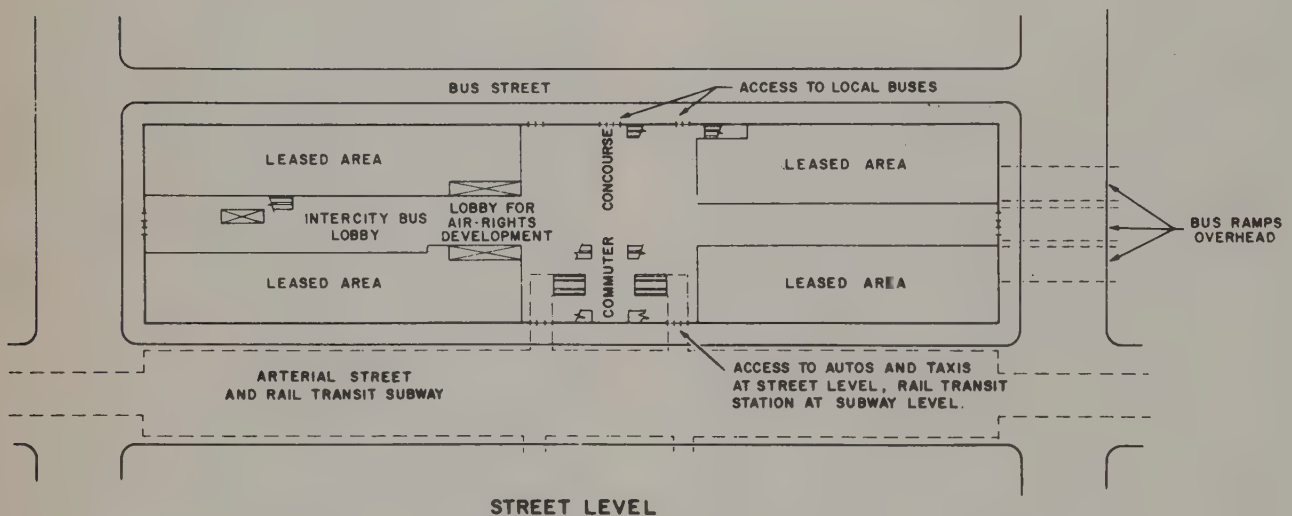 BUS STREET
ACCESS TO LOCAL BUSES
LEASED AREA
LEASED AREA
COMMUTER CONCOURSE
INTERCITY BUS
LOBBY
LOBBY FOR
AIR-RIGHTS
DEVELOPMENT
BUS RAMPS
OVERHEAD
LEASED AREA
LEASED AREA
ARTERIAL STREET
AND RAIL TRANSIT SUBWAY
ACCESS TO AUTOS AND TAXIS
AT STREET LEVEL, RAIL TRANSIT
STATION AT SUBWAY LEVEL.
STREET LEVEL